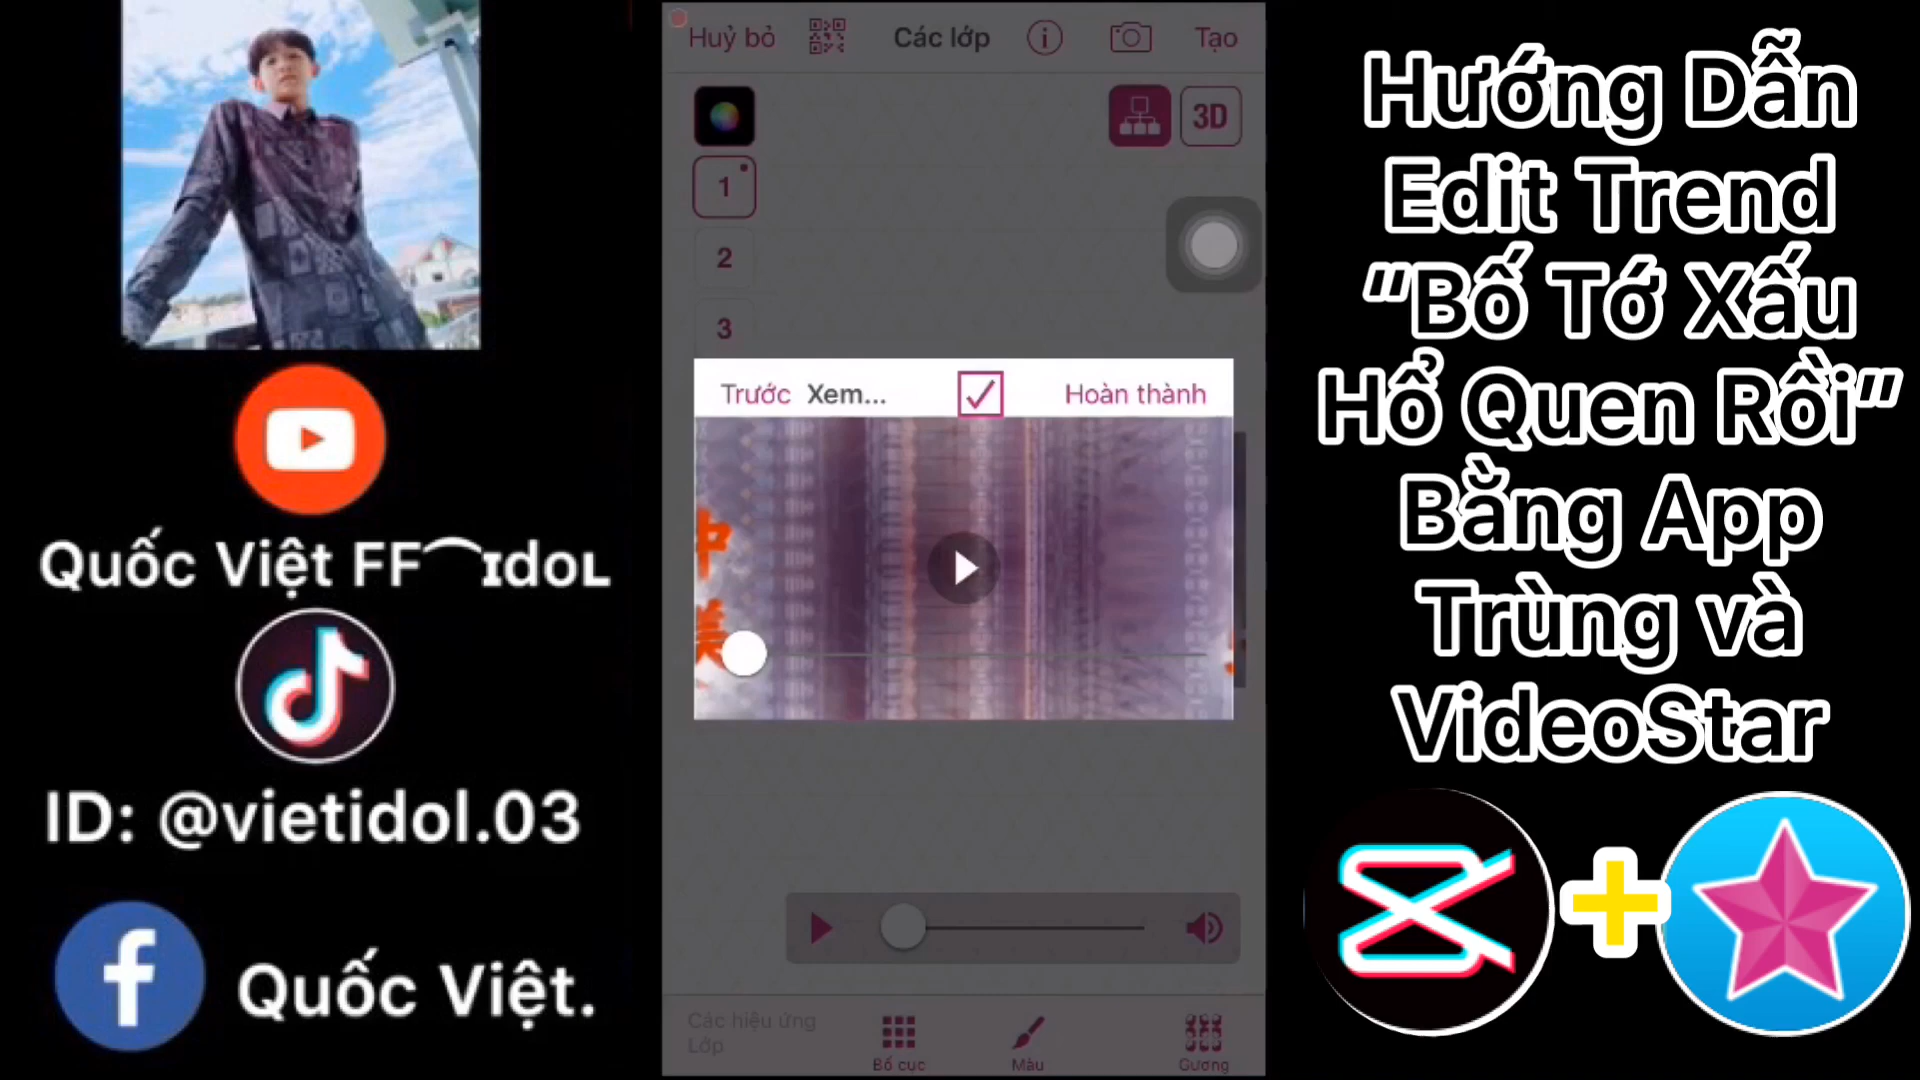 Quốc Việt FF⁀ɪdoʟ
ID: @vietidol.03
Quốc Việt.
Huỷ bỏ
Các lớp
Tạo
3D
1
2
3
Trước Xem...
Hoàn thành
Các hiệu ứng
Lớp
Bố cục
Màu
Gương
Hướng Dẫn
Edit Trend
"Bố Tớ Xấu
Hổ Quen Rồi"
Bằng App
Trùng và
VideoStar